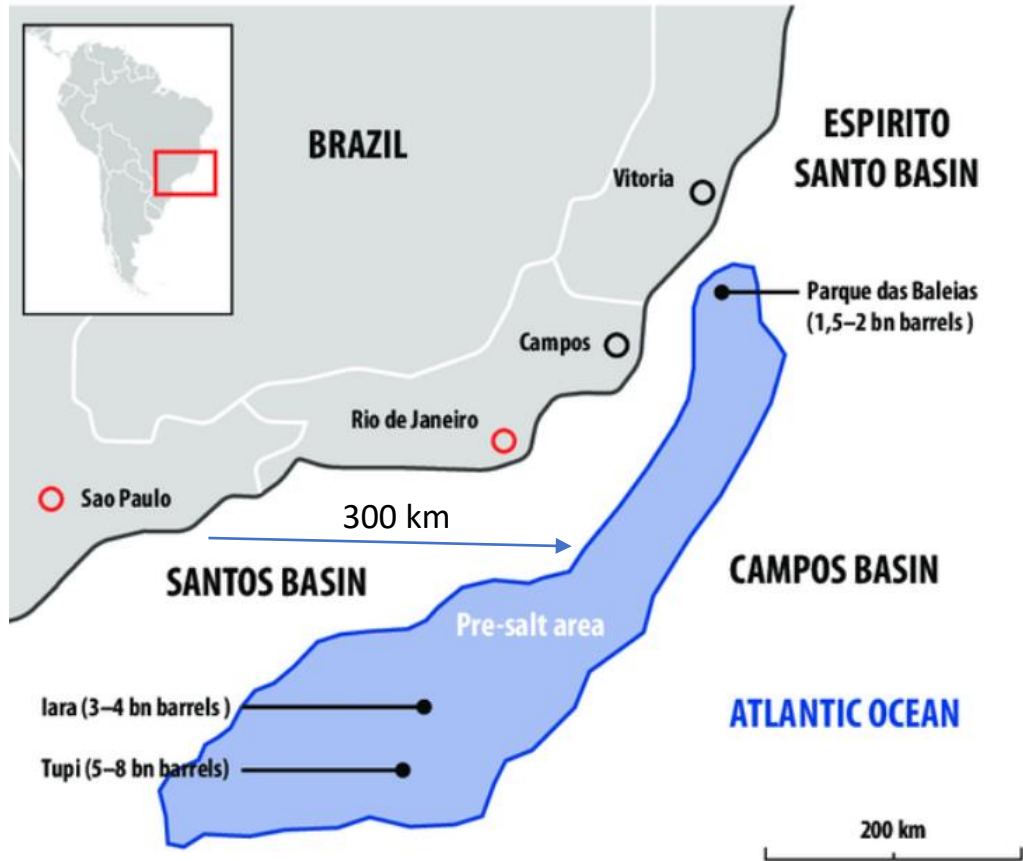 BRAZIL
ESPIRITO
SANTO BASIN
Vitoria
Parque das Baleias
(1,5–2 bn barrels )
Campos
Rio de Janeiro
Sao Paulo
300 km
SANTOS BASIN
CAMPOS BASIN
Pre-salt area
Iara (3–4 bn barrels )
ATLANTIC OCEAN
Tupi (5–8 bn barrels)
200 km